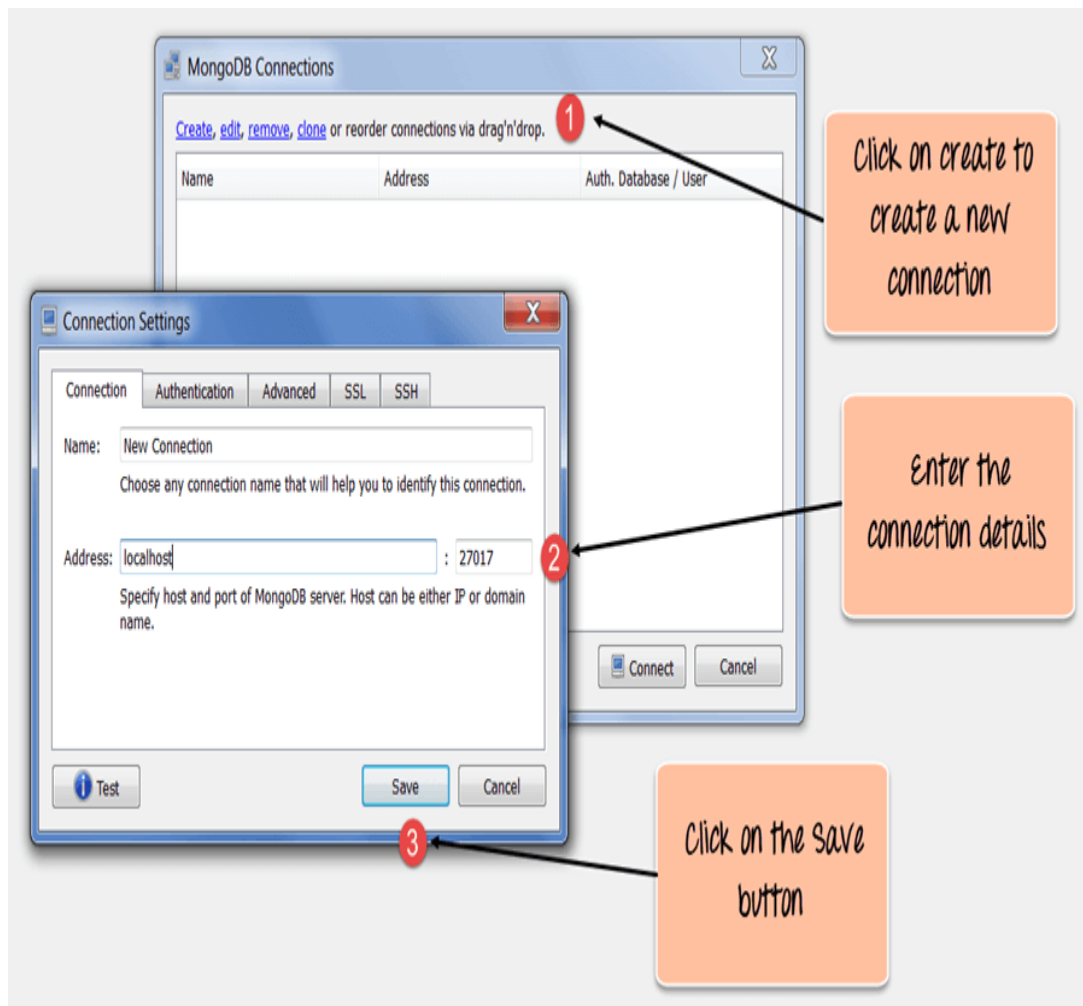 MongoDB Connections
X
Create, edit, remove, clone or reorder connections via drag'n'drop.
1
Name Address Auth. Database / User
Click on create to
create a new
connection
Connection Settings
X
Connection Authentication Advanced SSL SSH
Name: New Connection
Choose any connection name that will help you to identify this connection.
Address: localhost : 27017
2
Specify host and port of MongoDB server. Host can be either IP or domain
name.
Enter the
connection details
Connect Cancel
Test Save Cancel
3
Click on the Save
button